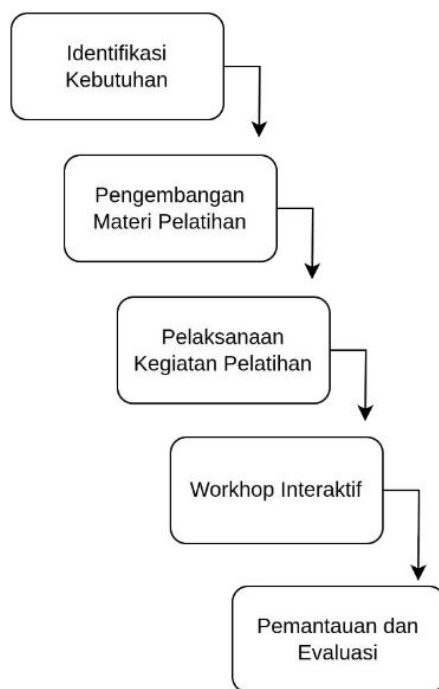 Identifikasi
Kebutuhan
Pengembangan
Materi Pelatihan
Pelaksanaan
Kegiatan Pelatihan
Workhop Interaktif
Pemantauan dan
Evaluasi